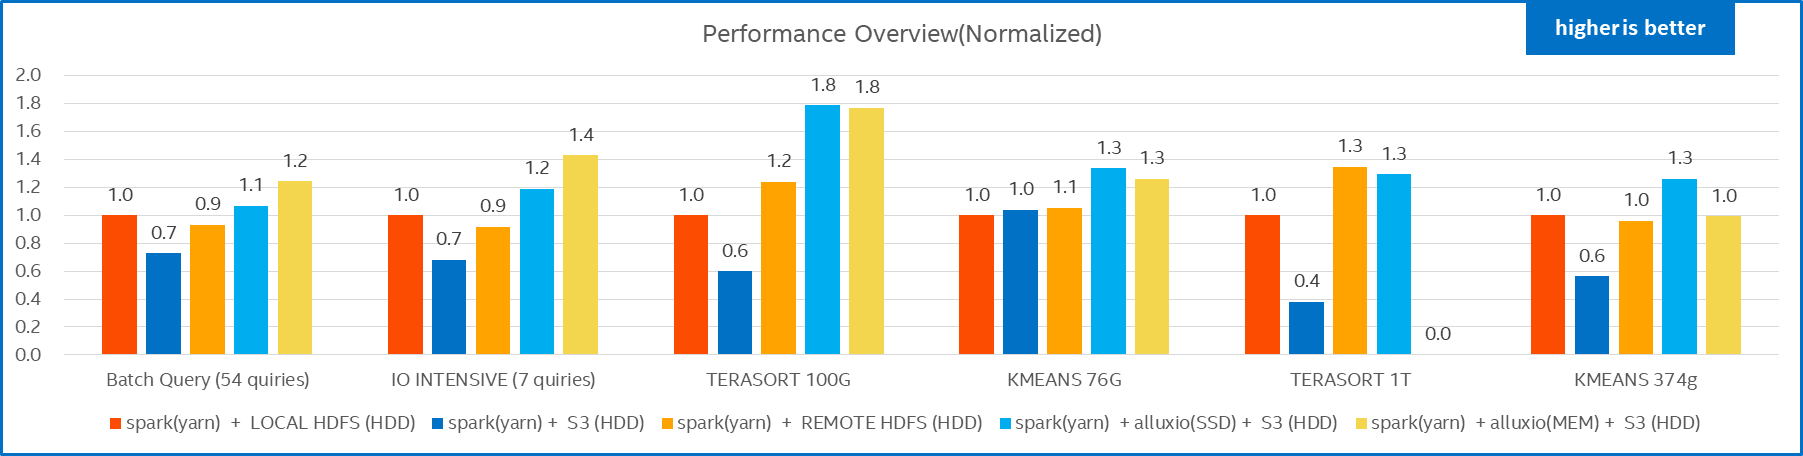 Performance Overview(Normalized)
higher is better
2.0
1.8
1.6
1.4
1.2
1.0
0.8
0.6
0.4
0.2
0.0
1.0 0.7 0.9 1.1 1.2
1.0 0.7 0.9 1.2 1.4
1.0 0.6 1.2 1.8 1.8
1.0 1.0 1.1 1.3 1.3
1.0 0.4 1.3 1.3 0.0
1.0 0.6 1.0 1.3 1.0
Batch Query (54 quiries) IO INTENSIVE (7 quiries) TERASORT 100G KMEANS 76G TERASORT 1T KMEANS 374g
spark(yarn) + LOCAL HDFS (HDD) spark(yarn) + S3 (HDD) spark(yarn) + REMOTE HDFS (HDD) spark(yarn) + alluxio(SSD) + S3 (HDD) spark(yarn) + alluxio(MEM) + S3 (HDD)